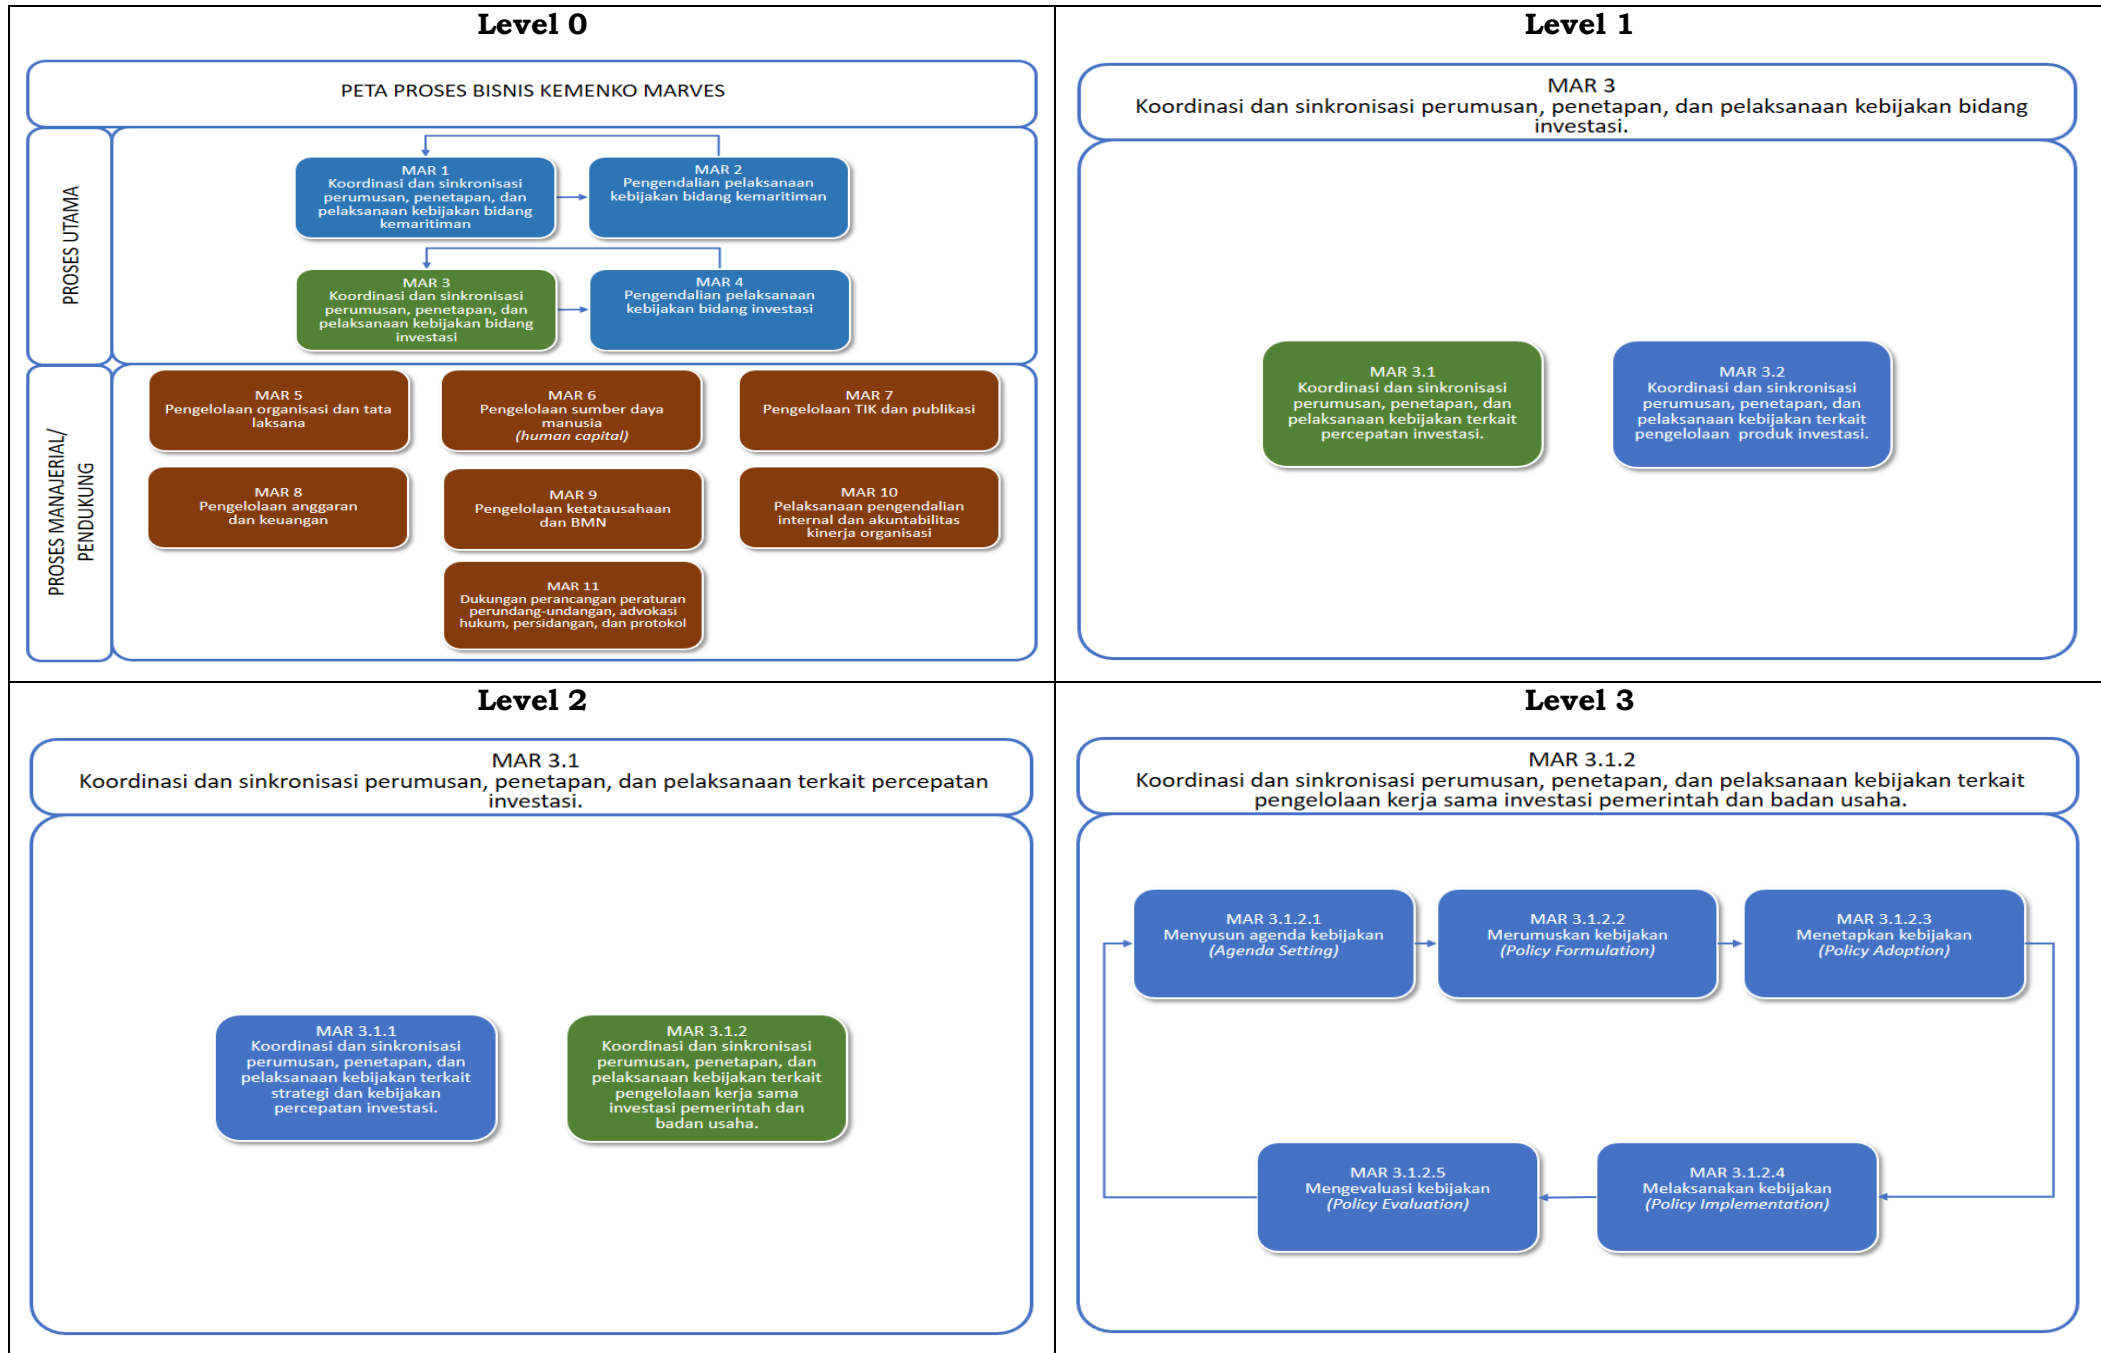 Level 0
PETA PROSES BISNIS KEMENKO MARVES
PROSES UTAMA
MAR 1
Koordinasi dan sinkronisasi
perumusan, penetapan, dan
pelaksanaan kebijakan bidang
kemaritiman
MAR 2
Pengendalian pelaksanaan
kebijakan bidang kemaritiman
MAR 3
Koordinasi dan sinkronisasi
perumusan, penetapan, dan
pelaksanaan kebijakan bidang
investasi
MAR 4
Pengendalian pelaksanaan
kebijakan bidang investasi
PROSES MANAJERIAL/
PENDUKUNG
MAR 5
Pengelolaan organisasi dan tata
laksana
MAR 6
Pengelolaan sumber daya
manusia
(human capital)
MAR 7
Pengelolaan TIK dan publikasi
MAR 8
Pengelolaan anggaran
dan keuangan
MAR 9
Pengelolaan ketatausahaan
dan BMN
MAR 10
Pelaksanaan pengendalian
internal dan akuntabilitas
kinerja organisasi
MAR 11
Dukungan perancangan peraturan
perundang-undangan, advokasi
hukum, persidangan, dan protokol
Level 1
MAR 3
Koordinasi dan sinkronisasi perumusan, penetapan, dan pelaksanaan kebijakan bidang
investasi.
MAR 3.1
Koordinasi dan sinkronisasi
perumusan, penetapan, dan
pelaksanaan kebijakan terkait
percepatan investasi.
MAR 3.2
Koordinasi dan sinkronisasi
perumusan, penetapan, dan
pelaksanaan kebijakan terkait
pengelolaan produk investasi.
Level 2
MAR 3.1
Koordinasi dan sinkronisasi perumusan, penetapan, dan pelaksanaan terkait percepatan
investasi.
MAR 3.1.1
Koordinasi dan sinkronisasi
perumusan, penetapan, dan
pelaksanaan kebijakan terkait
strategi dan kebijakan
percepatan investasi.
MAR 3.1.2
Koordinasi dan sinkronisasi
perumusan, penetapan, dan
pelaksanaan kebijakan terkait
pengelolaan kerja sama
investasi pemerintah dan
badan usaha.
Level 3
MAR 3.1.2
Koordinasi dan sinkronisasi perumusan, penetapan, dan pelaksanaan kebijakan terkait
pengelolaan kerja sama investasi pemerintah dan badan usaha.
MAR 3.1.2.1
Menyusun agenda kebijakan
(Agenda Setting)
MAR 3.1.2.2
Merumuskan kebijakan
(Policy Formulation)
MAR 3.1.2.3
Menetapkan kebijakan
(Policy Adoption)
MAR 3.1.2.5
Mengevaluasi kebijakan
(Policy Evaluation)
MAR 3.1.2.4
Melaksanakan kebijakan
(Policy Implementation)